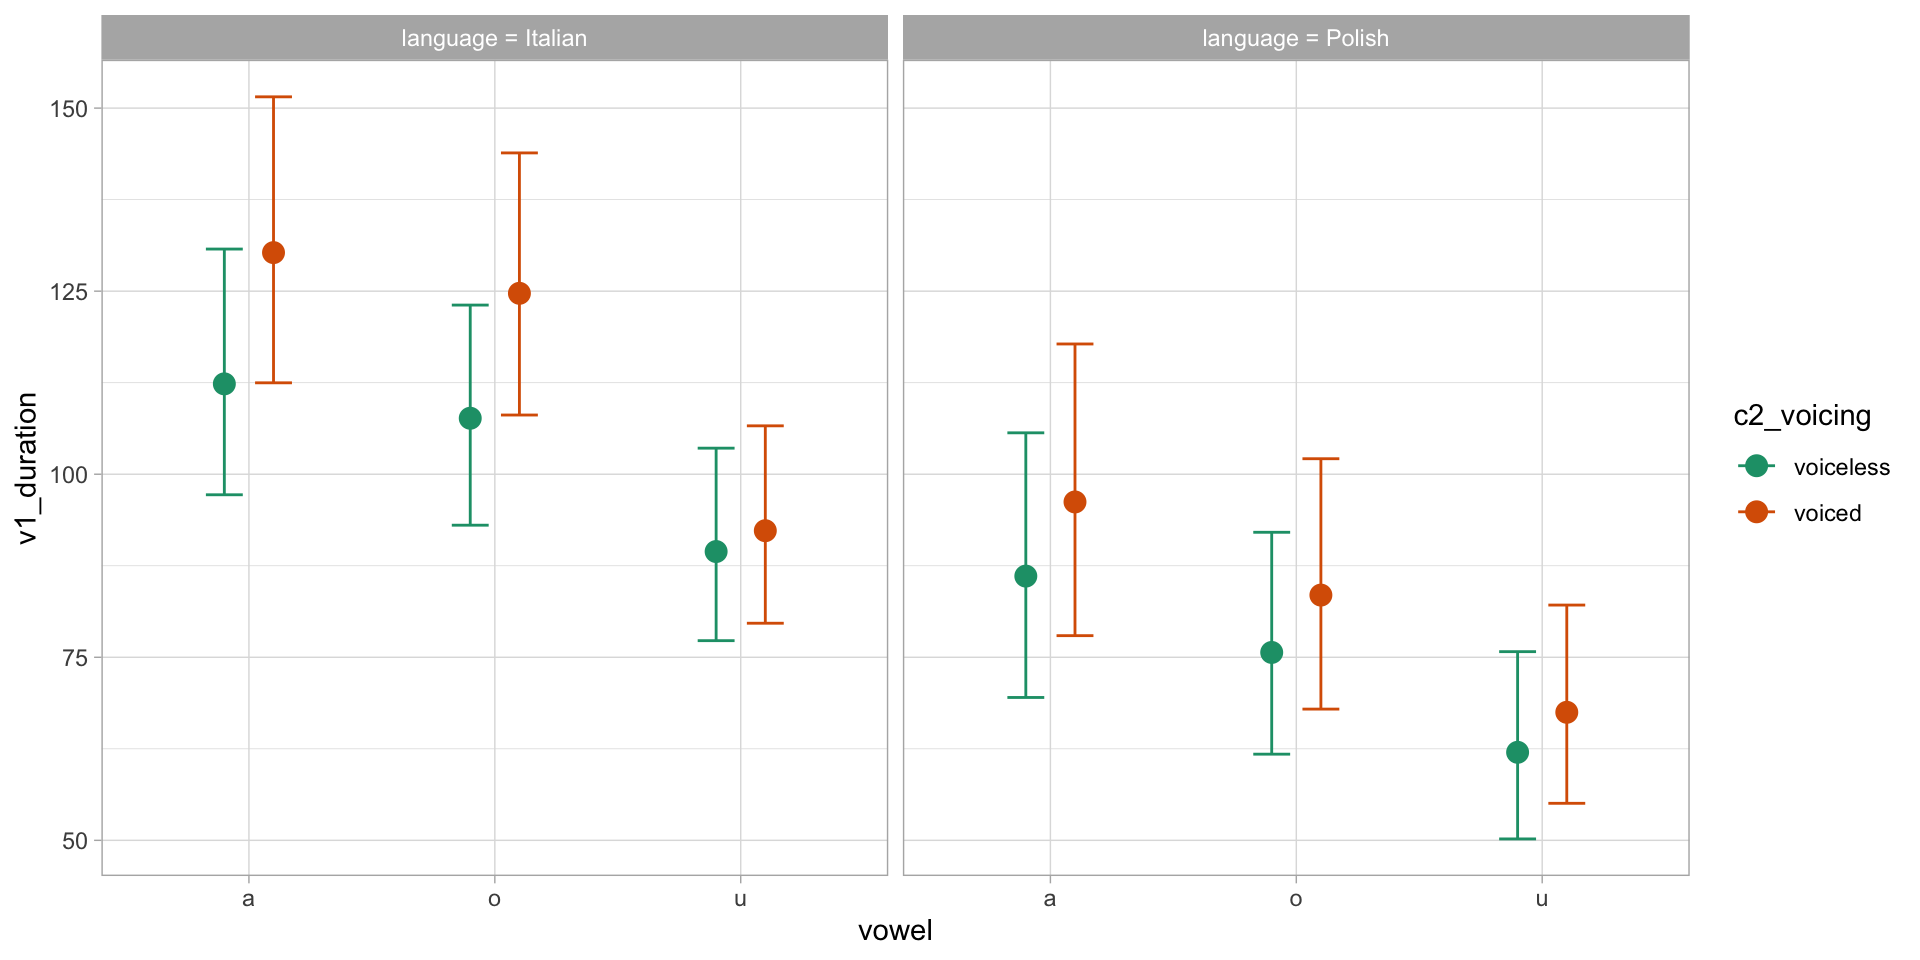 language = Italian
language = Polish
150
125
100
75
50
v1_duration
a
o
u
a
o
u
vowel
c2_voicing
voiceless
voiced